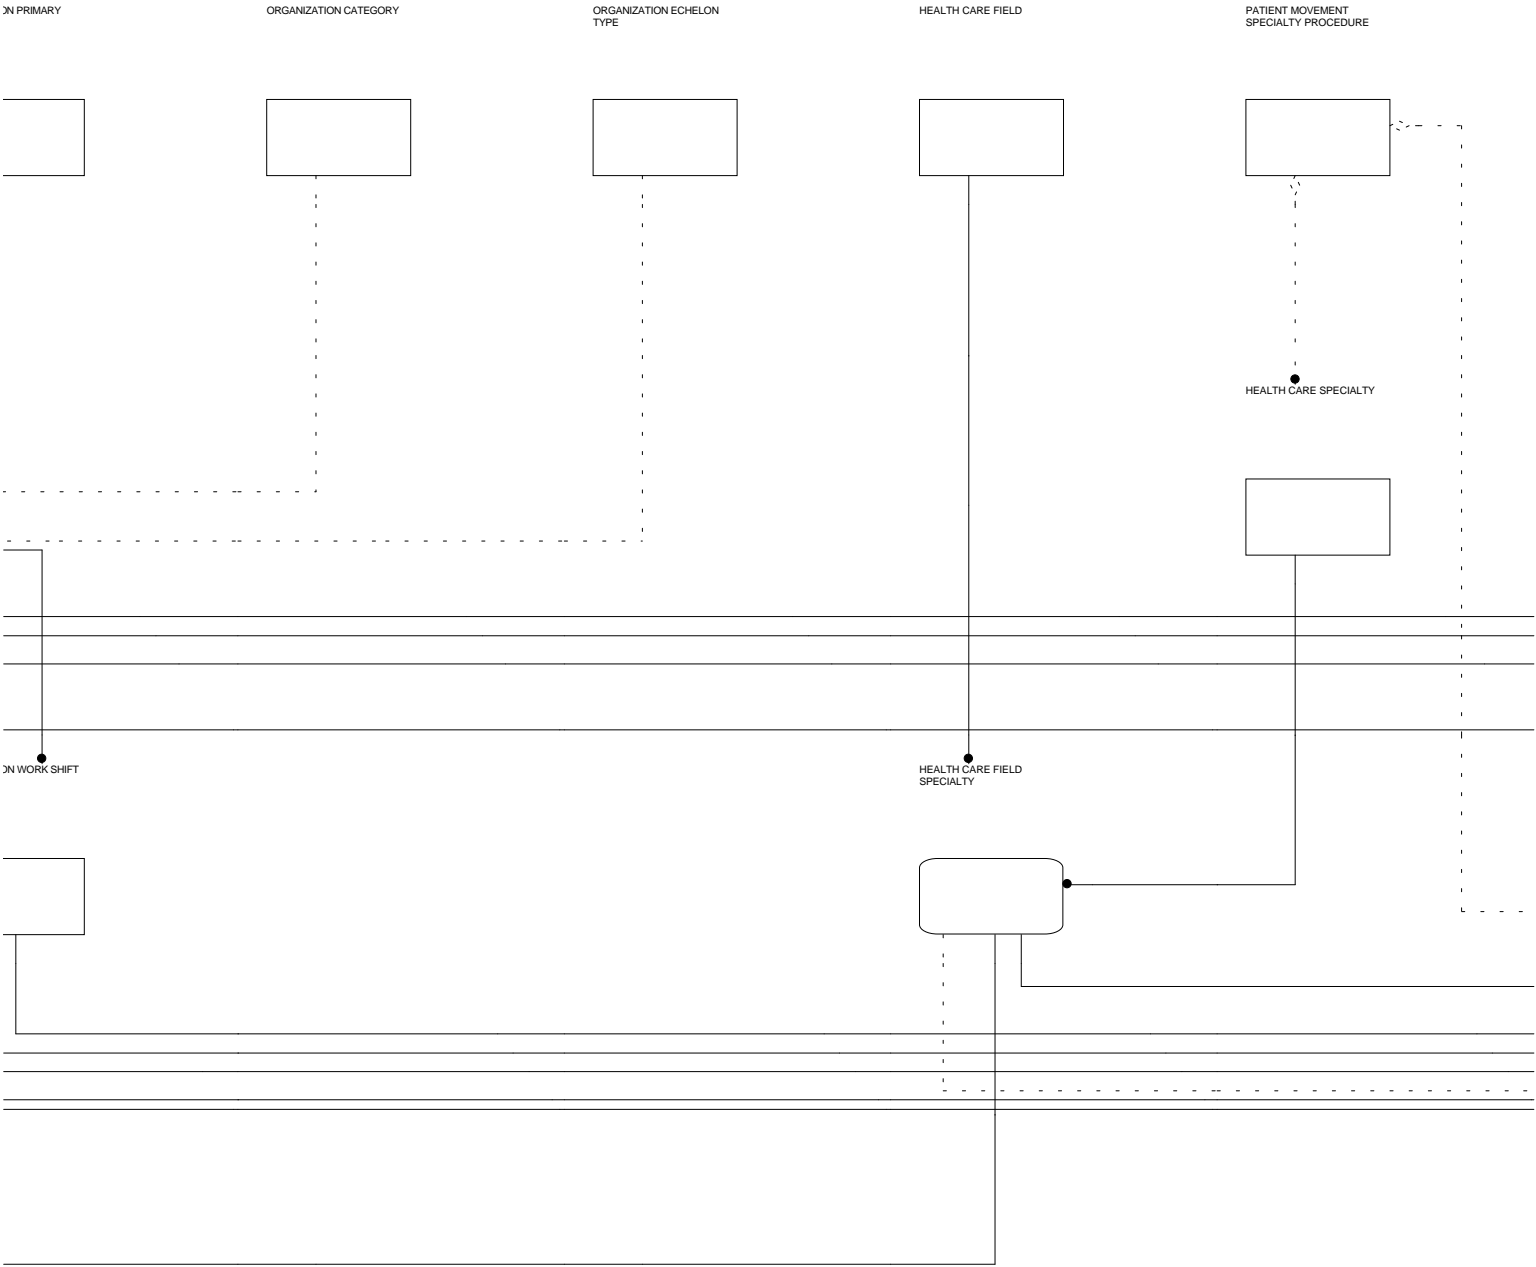 ON PRIMARY
ORGANIZATION CATEGORY
ORGANIZATION ECHELON
TYPE
HEALTH CARE FIELD
PATIENT MOVEMENT
SPECIALTY PROCEDURE
HEALTH CARE SPECIALTY
ON WORK SHIFT
HEALTH CARE FIELD
SPECIALTY